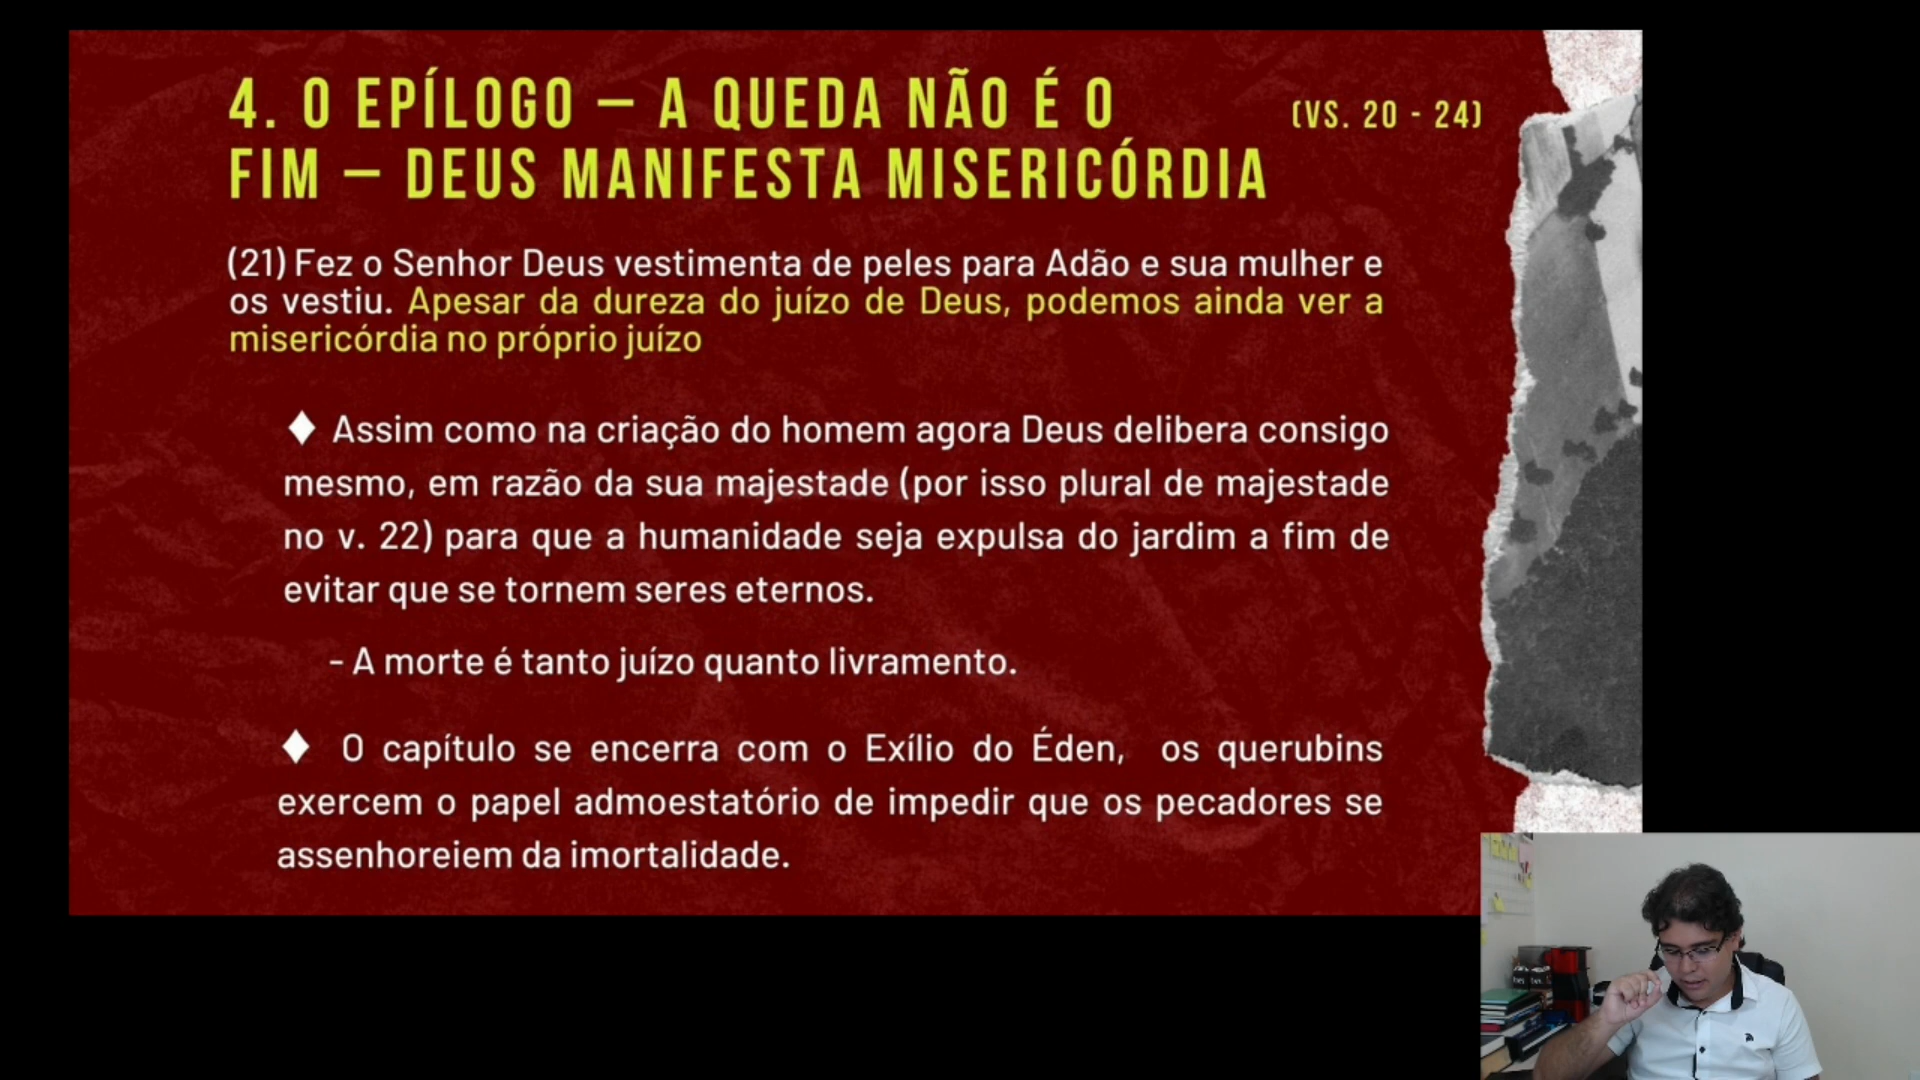 4. O EPÍLOGO – A QUEDA NÃO É O
(VS. 20 - 24)
FIM – DEUS MANIFESTA MISERICÓRDIA
(21) Fez o Senhor Deus vestimenta de peles para Adão e sua mulher e
os vestiu. Apesar da dureza do juízo de Deus, podemos ainda ver a
misericórdia no próprio juízo
♦ Assim como na criação do homem agora Deus delibera consigo
mesmo, em razão da sua majestade (por isso plural de majestade
no v. 22) para que a humanidade seja expulsa do jardim a fim de
evitar que se tornem seres eternos.
- A morte é tanto juízo quanto livramento.
♦ O capítulo se encerra com o Exílio do Éden, os querubins
exercem o papel admoestatório de impedir que os pecadores se
assenhoreiem da imortalidade.